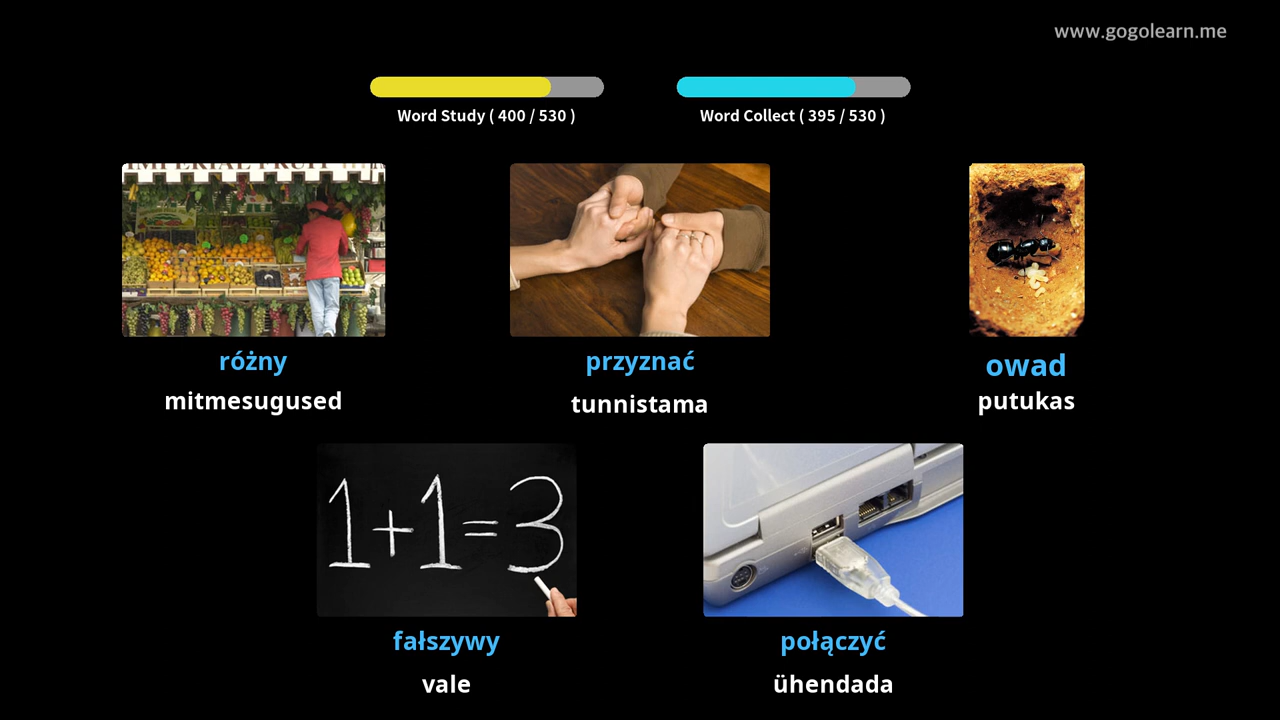 www.gogolearn.me
Word Study ( 400 / 530 )
Word Collect ( 395 / 530 )
różny
mitmesugused
przyznać
tunnistama
owad
putukas
1+1=3
fałszywy
vale
połączyć
ühendada